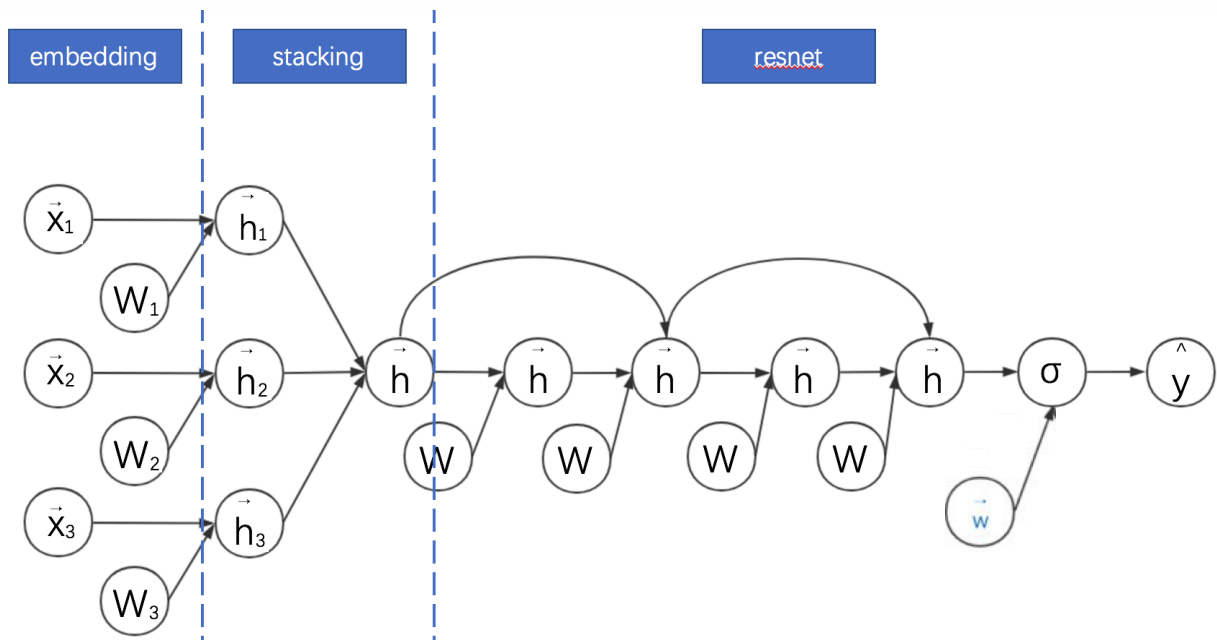 embedding
stacking
resnet
x⃗₁
h⃗₁
W₁
x⃗₂
h⃗₂
h⃗
h⃗
h⃗
h⃗
h⃗
σ
ŷ
W₂
W
W
W
W
x⃗₃
h⃗₃
w⃗
W₃